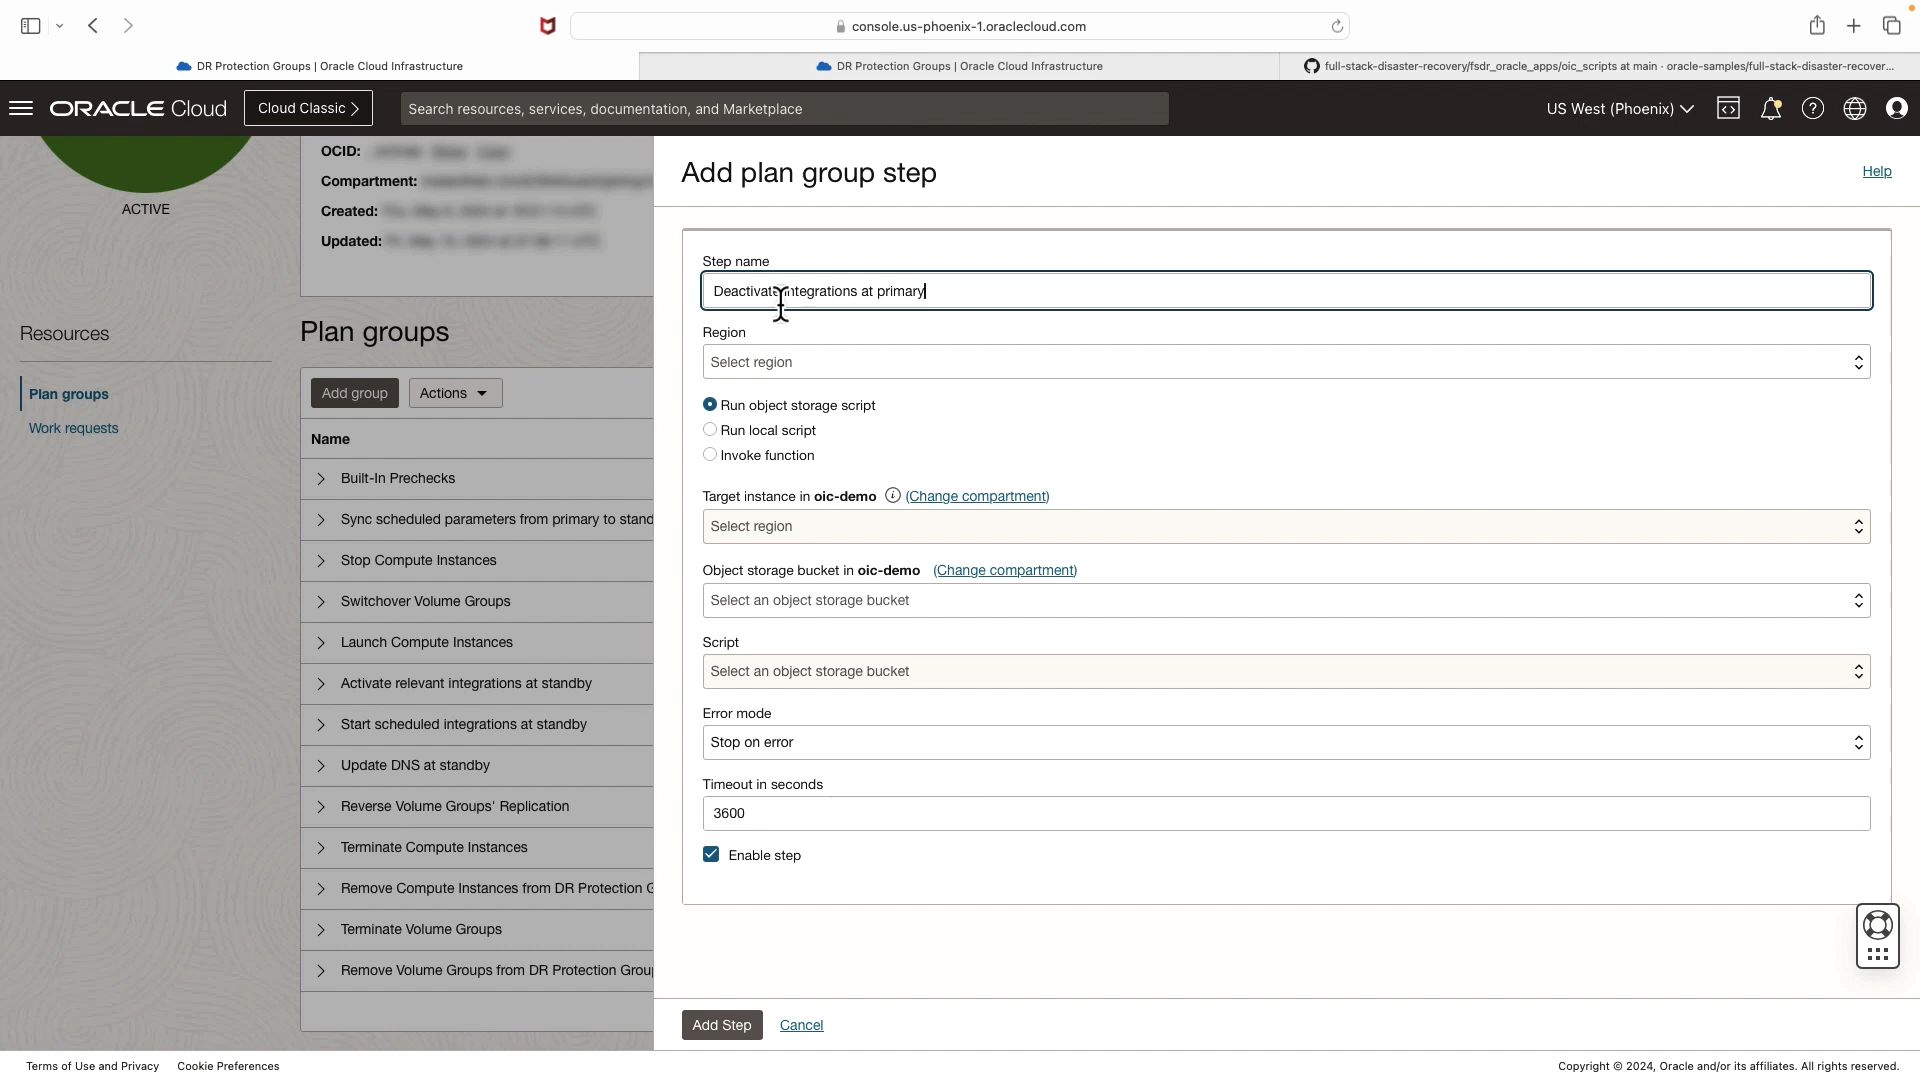 console.us-phoenix-1.oraclecloud.com
DR Protection Groups | Oracle Cloud Infrastructure
DR Protection Groups | Oracle Cloud Infrastructure
full-stack-disaster-recovery/fsdr_oracle_apps/oic_scripts at main · oracle-samples/full-stack-disaster-recover...
ORACLE Cloud
Cloud Classic >
Search resources, services, documentation, and Marketplace
US West (Phoenix)
ACTIVE
OCID:
Compartment:
Created:
Updated:
Resources
Plan groups
Work requests
Plan groups
Add group
Actions
Name
Built-In Prechecks
Sync scheduled parameters from primary to stand
Stop Compute Instances
Switchover Volume Groups
Launch Compute Instances
Activate relevant integrations at standby
Start scheduled integrations at standby
Update DNS at standby
Reverse Volume Groups' Replication
Terminate Compute Instances
Remove Compute Instances from DR Protection G
Terminate Volume Groups
Remove Volume Groups from DR Protection Grou
Add plan group step
Help
Step name
Deactivate integrations at primary
Region
Select region
Run object storage script
Run local script
Invoke function
Target instance in oic-demo (Change compartment)
Select region
Object storage bucket in oic-demo (Change compartment)
Select an object storage bucket
Script
Select an object storage bucket
Error mode
Stop on error
Timeout in seconds
3600
Enable step
Add Step
Cancel
Terms of Use and Privacy
Cookie Preferences
Copyright © 2024, Oracle and/or its affiliates. All rights reserved.